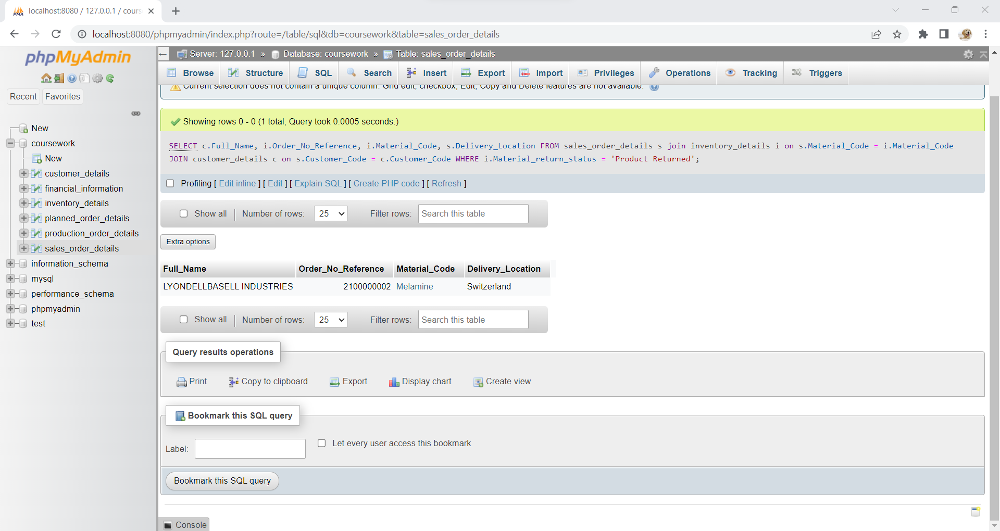 localhost:8080 / 127.0.0.1 / cours
localhost:8080/phpmyadmin/index.php?route=/table/sql&db=coursework&table=sales_order_details
phpMyAdmin
Recent Favorites
New
coursework
New
customer_details
financial_information
inventory_details
planned_order_details
production_order_details
sales_order_details
information_schema
mysql
performance_schema
phpmyadmin
test
Server: 127.0.0.1 » Database: coursework » Table: sales_order_details
Browse Structure SQL Search Insert Export Import Privileges Operations Tracking Triggers
Current selection does not contain a unique column. Grid edit, checkbox, Edit, Copy and Delete features are not available.
Showing rows 0 - 0 (1 total, Query took 0.0005 seconds.)
SELECT c.Full_Name, i.Order_No_Reference, i.Material_Code, s.Delivery_Location FROM sales_order_details s join inventory_details i on s.Material_Code = i.Material_Code
JOIN customer_details c on s.Customer_Code = c.Customer_Code WHERE i.Material_return_status = 'Product Returned';
Profiling [ Edit inline ] [ Edit ] [ Explain SQL ] [ Create PHP code ] [ Refresh ]
Show all Number of rows: 25 Filter rows: Search this table
Extra options
Full_Name Order_No_Reference Material_Code Delivery_Location
LYONDELLBASELL INDUSTRIES 2100000002 Melamine Switzerland
Show all Number of rows: 25 Filter rows: Search this table
Query results operations
Print Copy to clipboard Export Display chart Create view
Bookmark this SQL query
Label: Let every user access this bookmark
Bookmark this SQL query
Console